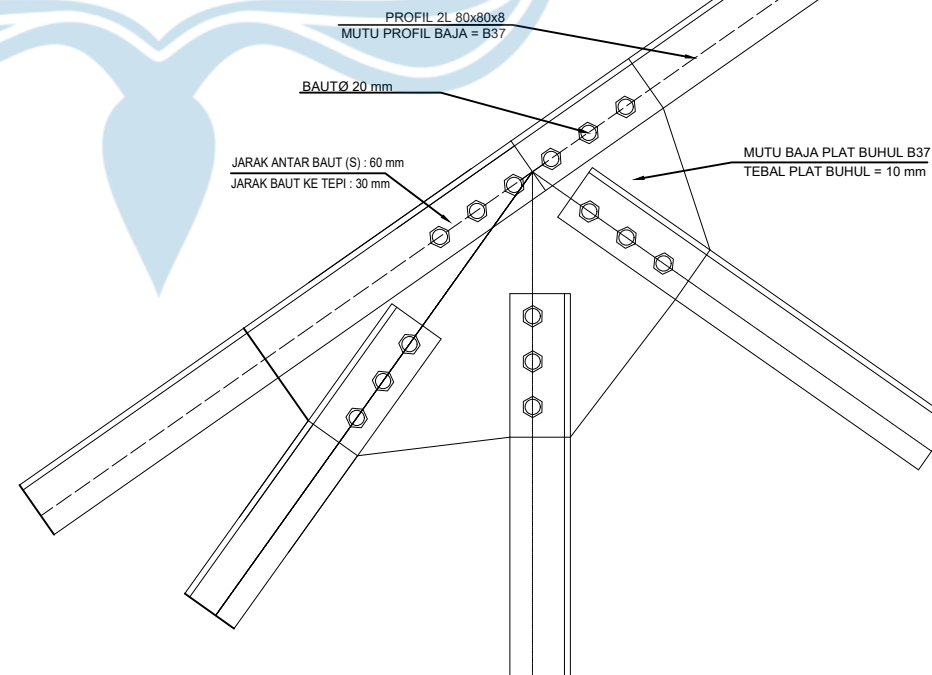 PROFIL 2L 80x80x8
MUTU PROFIL BAJA = B37
BAUTØ 20 mm
JARAK ANTAR BAUT (S) : 60 mm
JARAK BAUT KE TEPI : 30 mm
MUTU BAJA PLAT BUHUL B37
TEBAL PLAT BUHUL = 10 mm